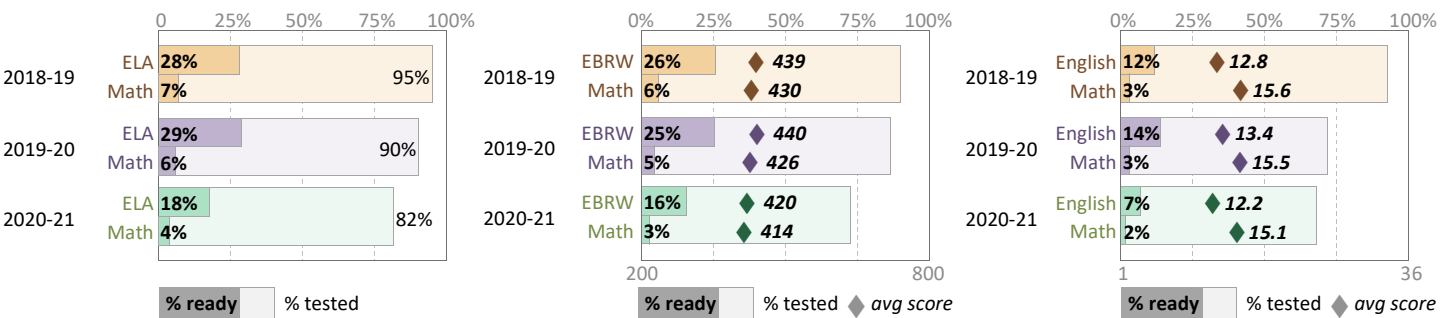 0 25% 50% 75% 100%
2018-19 ELA 28% 95%
Math 7%
2019-20 ELA 29% 90%
Math 6%
2020-21 ELA 18% 82%
Math 4%
% ready % tested
0% 25% 50% 75% 100%
2018-19 EBRW 26% 439
Math 6% 430
2019-20 EBRW 25% 440
Math 5% 426
2020-21 EBRW 16% 420
Math 3% 414
200 800
% ready % tested avg score
0% 25% 50% 75% 100%
2018-19 English 12% 12.8
Math 3% 15.6
2019-20 English 14% 13.4
Math 3% 15.5
2020-21 English 7% 12.2
Math 2% 15.1
1 36
% ready % tested avg score